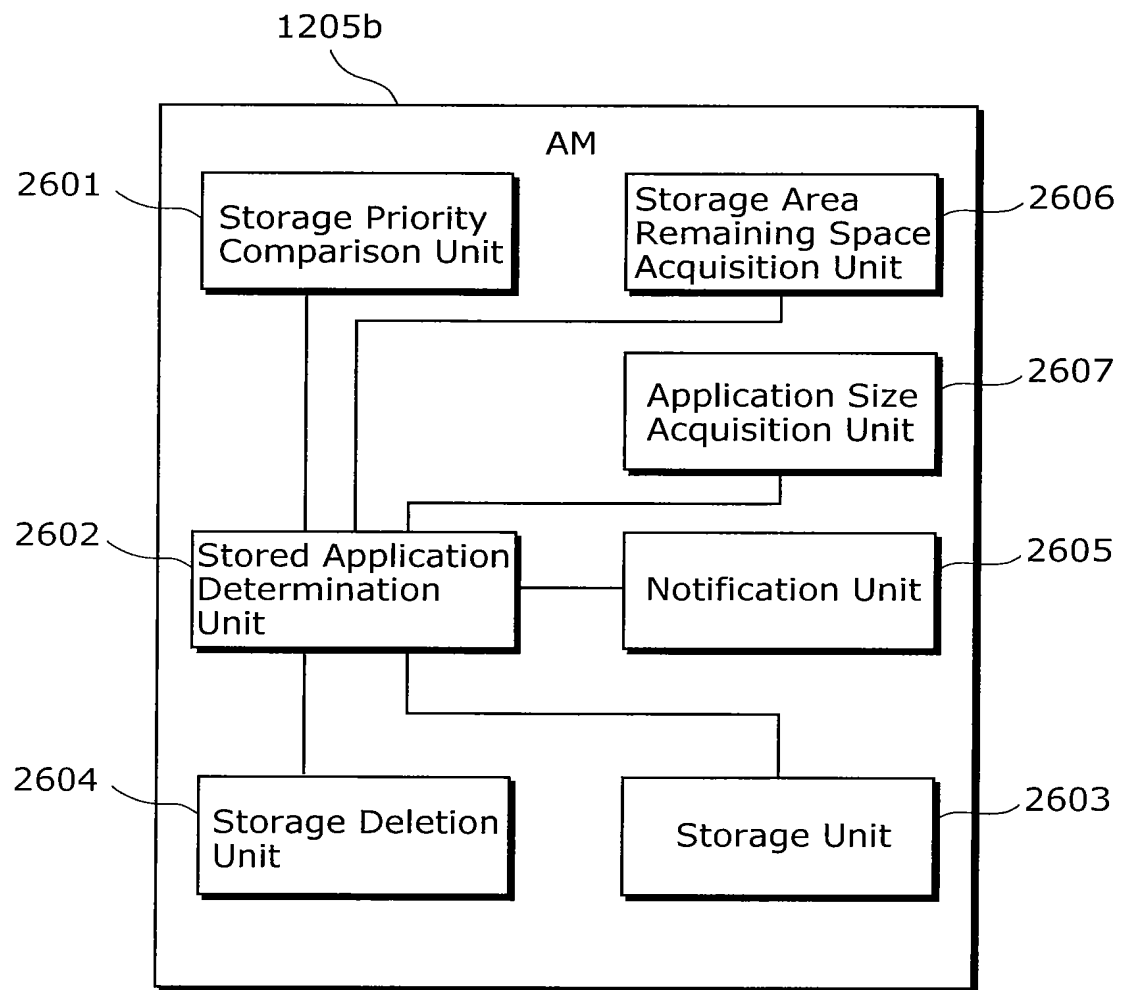 1205b
AM
2601
Storage Priority
Comparison Unit
Storage Area
Remaining Space
Acquisition Unit
2606
Application Size
Acquisition Unit
2607
2602
Stored Application
Determination
Unit
Notification Unit
2605
2604
Storage Deletion
Unit
Storage Unit
2603